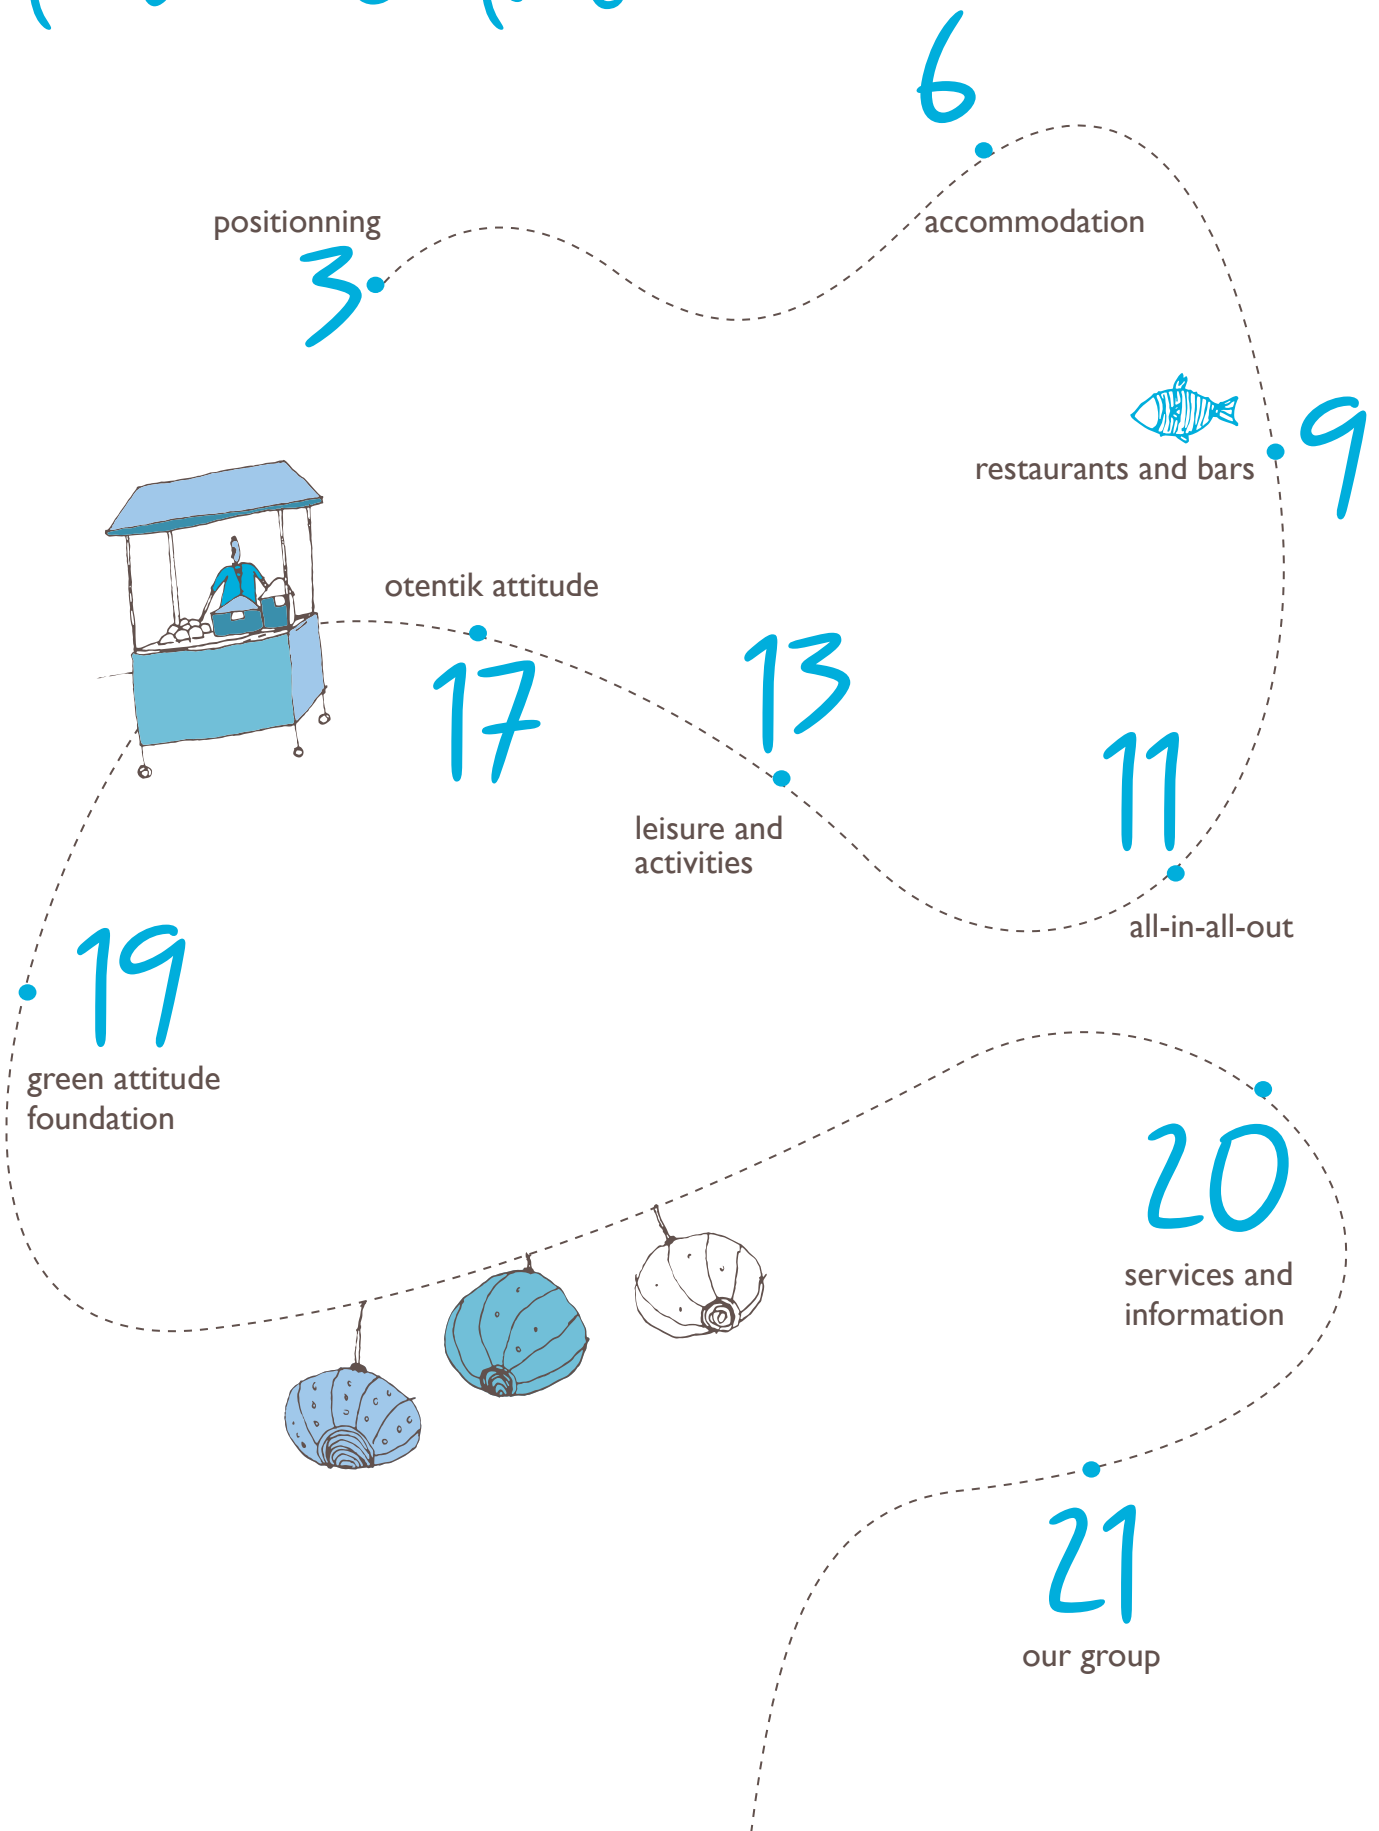 6
positionning
accommodation
3
9
restaurants and bars
otentik attitude
17
13
11
leisure and
activities
all-in-all-out
19
green attitude
foundation
20
services and
information
21
our group